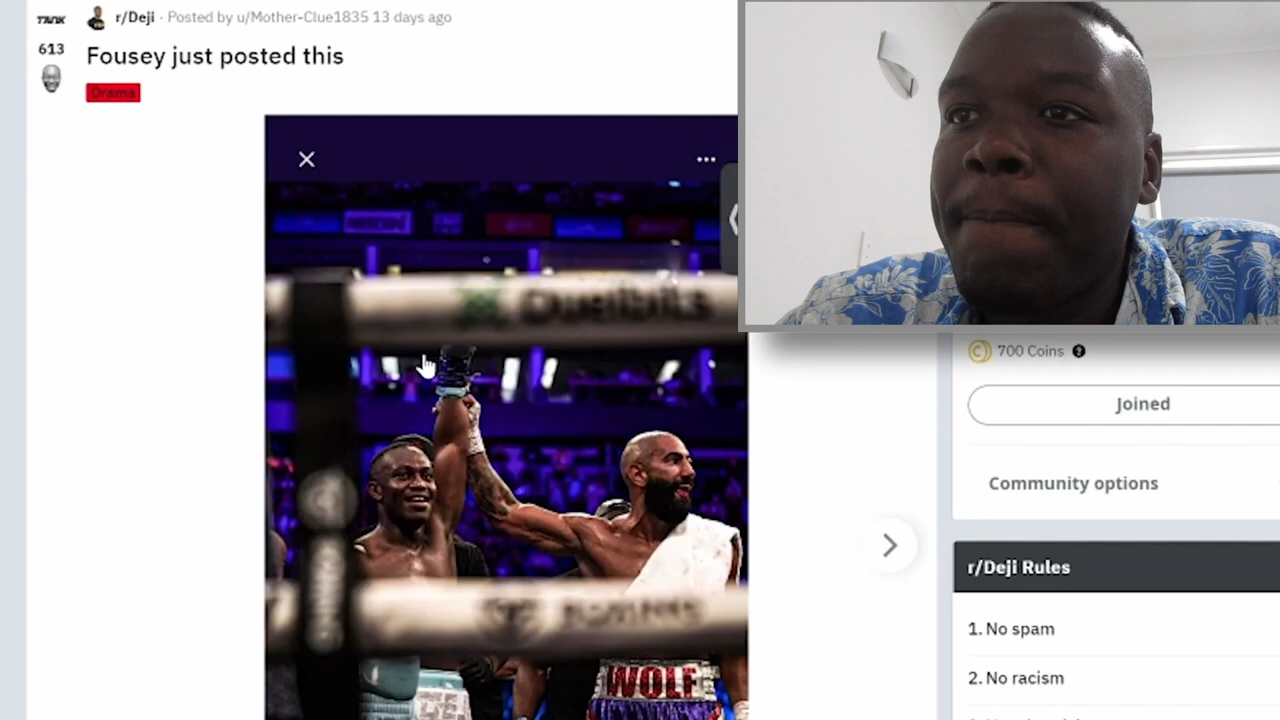 TANK
r/Deji · Posted by u/Mother-Clue1835 13 days ago
613
Fousey just posted this
Drama
Duelbits
WOLF
700 Coins
Joined
Community options
r/Deji Rules
1. No spam
2. No racism